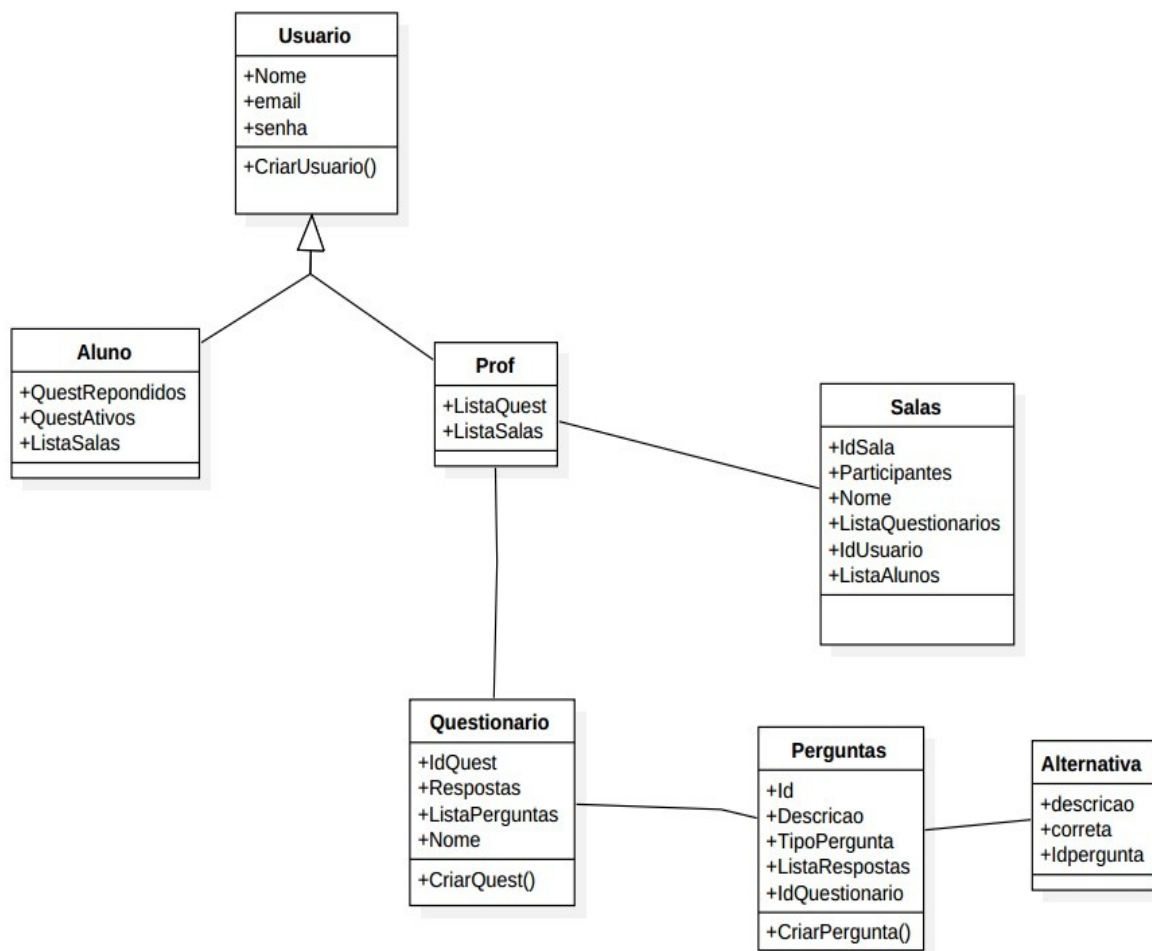 Usuario
+Nome
+email
+senha
+CriarUsuario()
Aluno
+QuestRepondidos
+QuestAtivos
+ListaSalas
Prof
+ListaQuest
+ListaSalas
Salas
+IdSala
+Participantes
+Nome
+ListaQuestionarios
+IdUsuario
+ListaAlunos
Questionario
+IdQuest
+Respostas
+ListaPerguntas
+Nome
+CriarQuest()
Perguntas
+Id
+Descricao
+TipoPergunta
+ListaRespostas
+IdQuestionario
+CriarPergunta()
Alternativa
+descricao
+correta
+Idpergunta